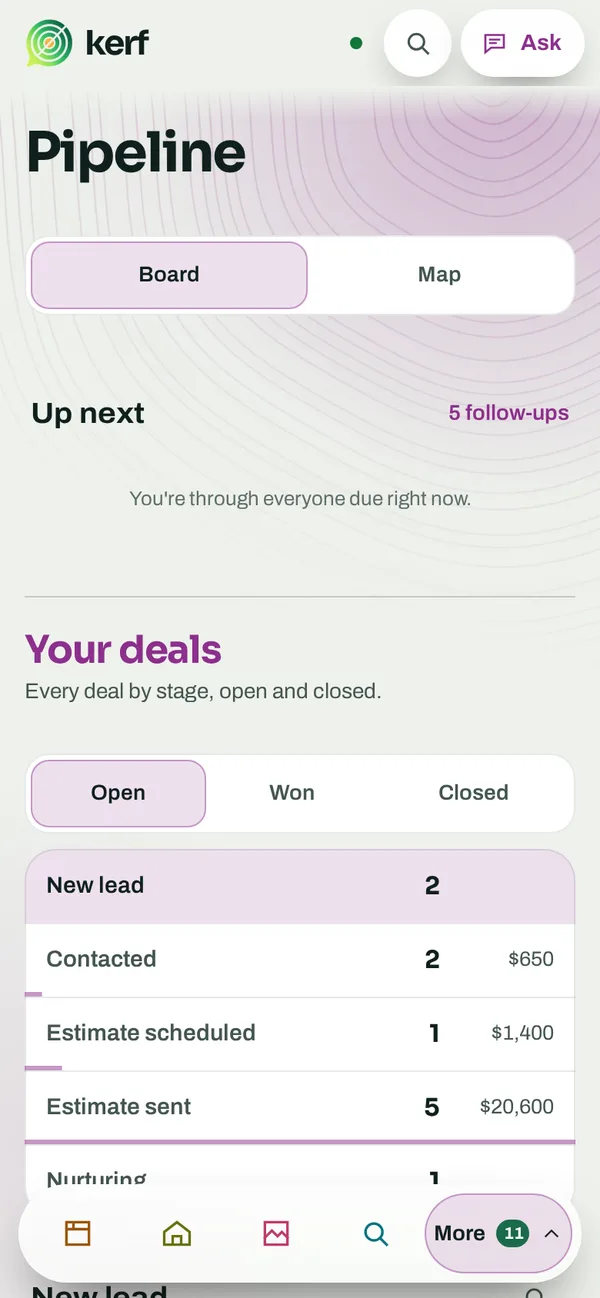 kerf
Ask
Pipeline
Board
Map
Up next
5 follow-ups
You're through everyone due right now.
Your deals
Every deal by stage, open and closed.
Open
Won
Closed
New lead 2
Contacted 2 $650
Estimate scheduled 1 $1,400
Estimate sent 5 $20,600
Nurturing 1
More 11
New lead